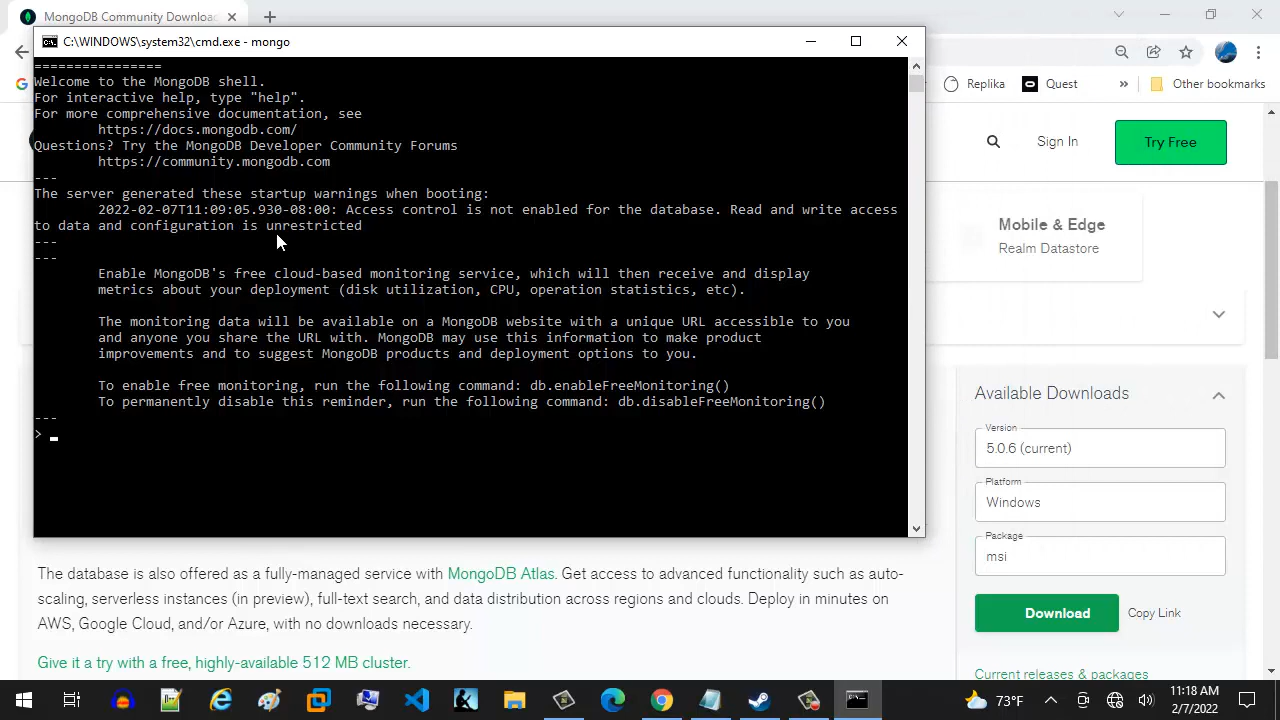 MongoDB Community Download
C:\WINDOWS\system32\cmd.exe - mongo
Replika
Quest
»
Other bookmarks
================
Welcome to the MongoDB shell.
For interactive help, type "help".
For more comprehensive documentation, see
https://docs.mongodb.com/
Questions? Try the MongoDB Developer Community Forums
https://community.mongodb.com
---
The server generated these startup warnings when booting:
2022-02-07T11:09:05.930-08:00: Access control is not enabled for the database. Read and write access
to data and configuration is unrestricted
---
---
Enable MongoDB's free cloud-based monitoring service, which will then receive and display
metrics about your deployment (disk utilization, CPU, operation statistics, etc).
The monitoring data will be available on a MongoDB website with a unique URL accessible to you
and anyone you share the URL with. MongoDB may use this information to make product
improvements and to suggest MongoDB products and deployment options to you.
To enable free monitoring, run the following command: db.enableFreeMonitoring()
To permanently disable this reminder, run the following command: db.disableFreeMonitoring()
---
>
Sign In
Try Free
Mobile & Edge
Realm Datastore
Available Downloads
Version
5.0.6 (current)
Platform
Windows
Package
msi
Download
Copy Link
Current releases & packages
The database is also offered as a fully-managed service with MongoDB Atlas. Get access to advanced functionality such as auto-
scaling, serverless instances (in preview), full-text search, and data distribution across regions and clouds. Deploy in minutes on
AWS, Google Cloud, and/or Azure, with no downloads necessary.
Give it a try with a free, highly-available 512 MB cluster.
73°F
11:18 AM
2/7/2022